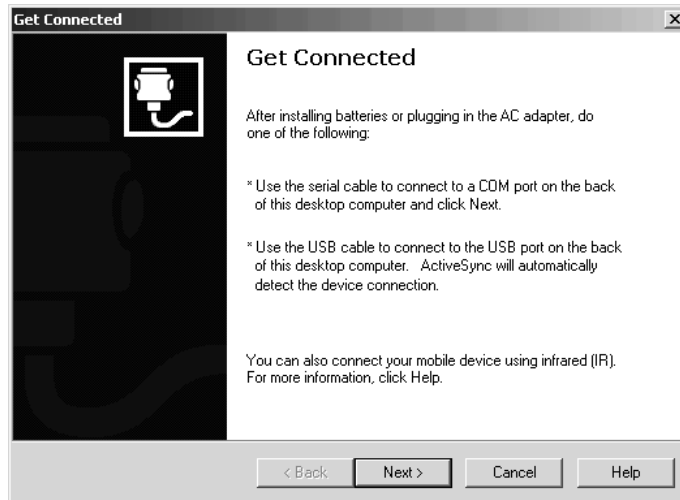 Get Connected
Get Connected
After installing batteries or plugging in the AC adapter, do
one of the following:
* Use the serial cable to connect to a COM port on the back
of this desktop computer and click Next.
* Use the USB cable to connect to the USB port on the back
of this desktop computer.   ActiveSync will automatically
detect the device connection.
You can also connect your mobile device using infrared (IR).
For more information, click Help.
< Back
Next >
Cancel
Help